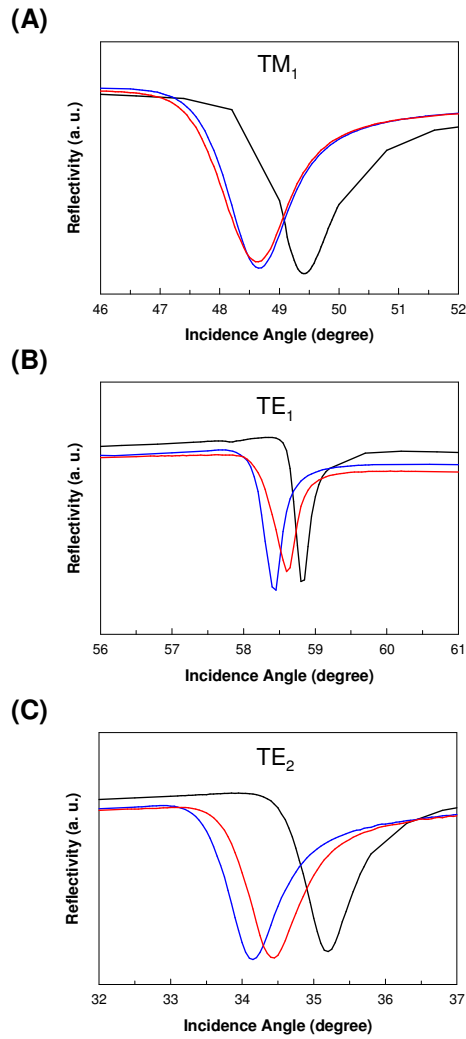 (A)
TM₁
Reflectivity (a. u.)
46 47 48 49 50 51 52
Incidence Angle (degree)
(B)
TE₁
Reflectivity (a. u.)
56 57 58 59 60 61
Incidence Angle (degree)
(C)
TE₂
Reflectivity (a. u.)
32 33 34 35 36 37
Incidence Angle (degree)